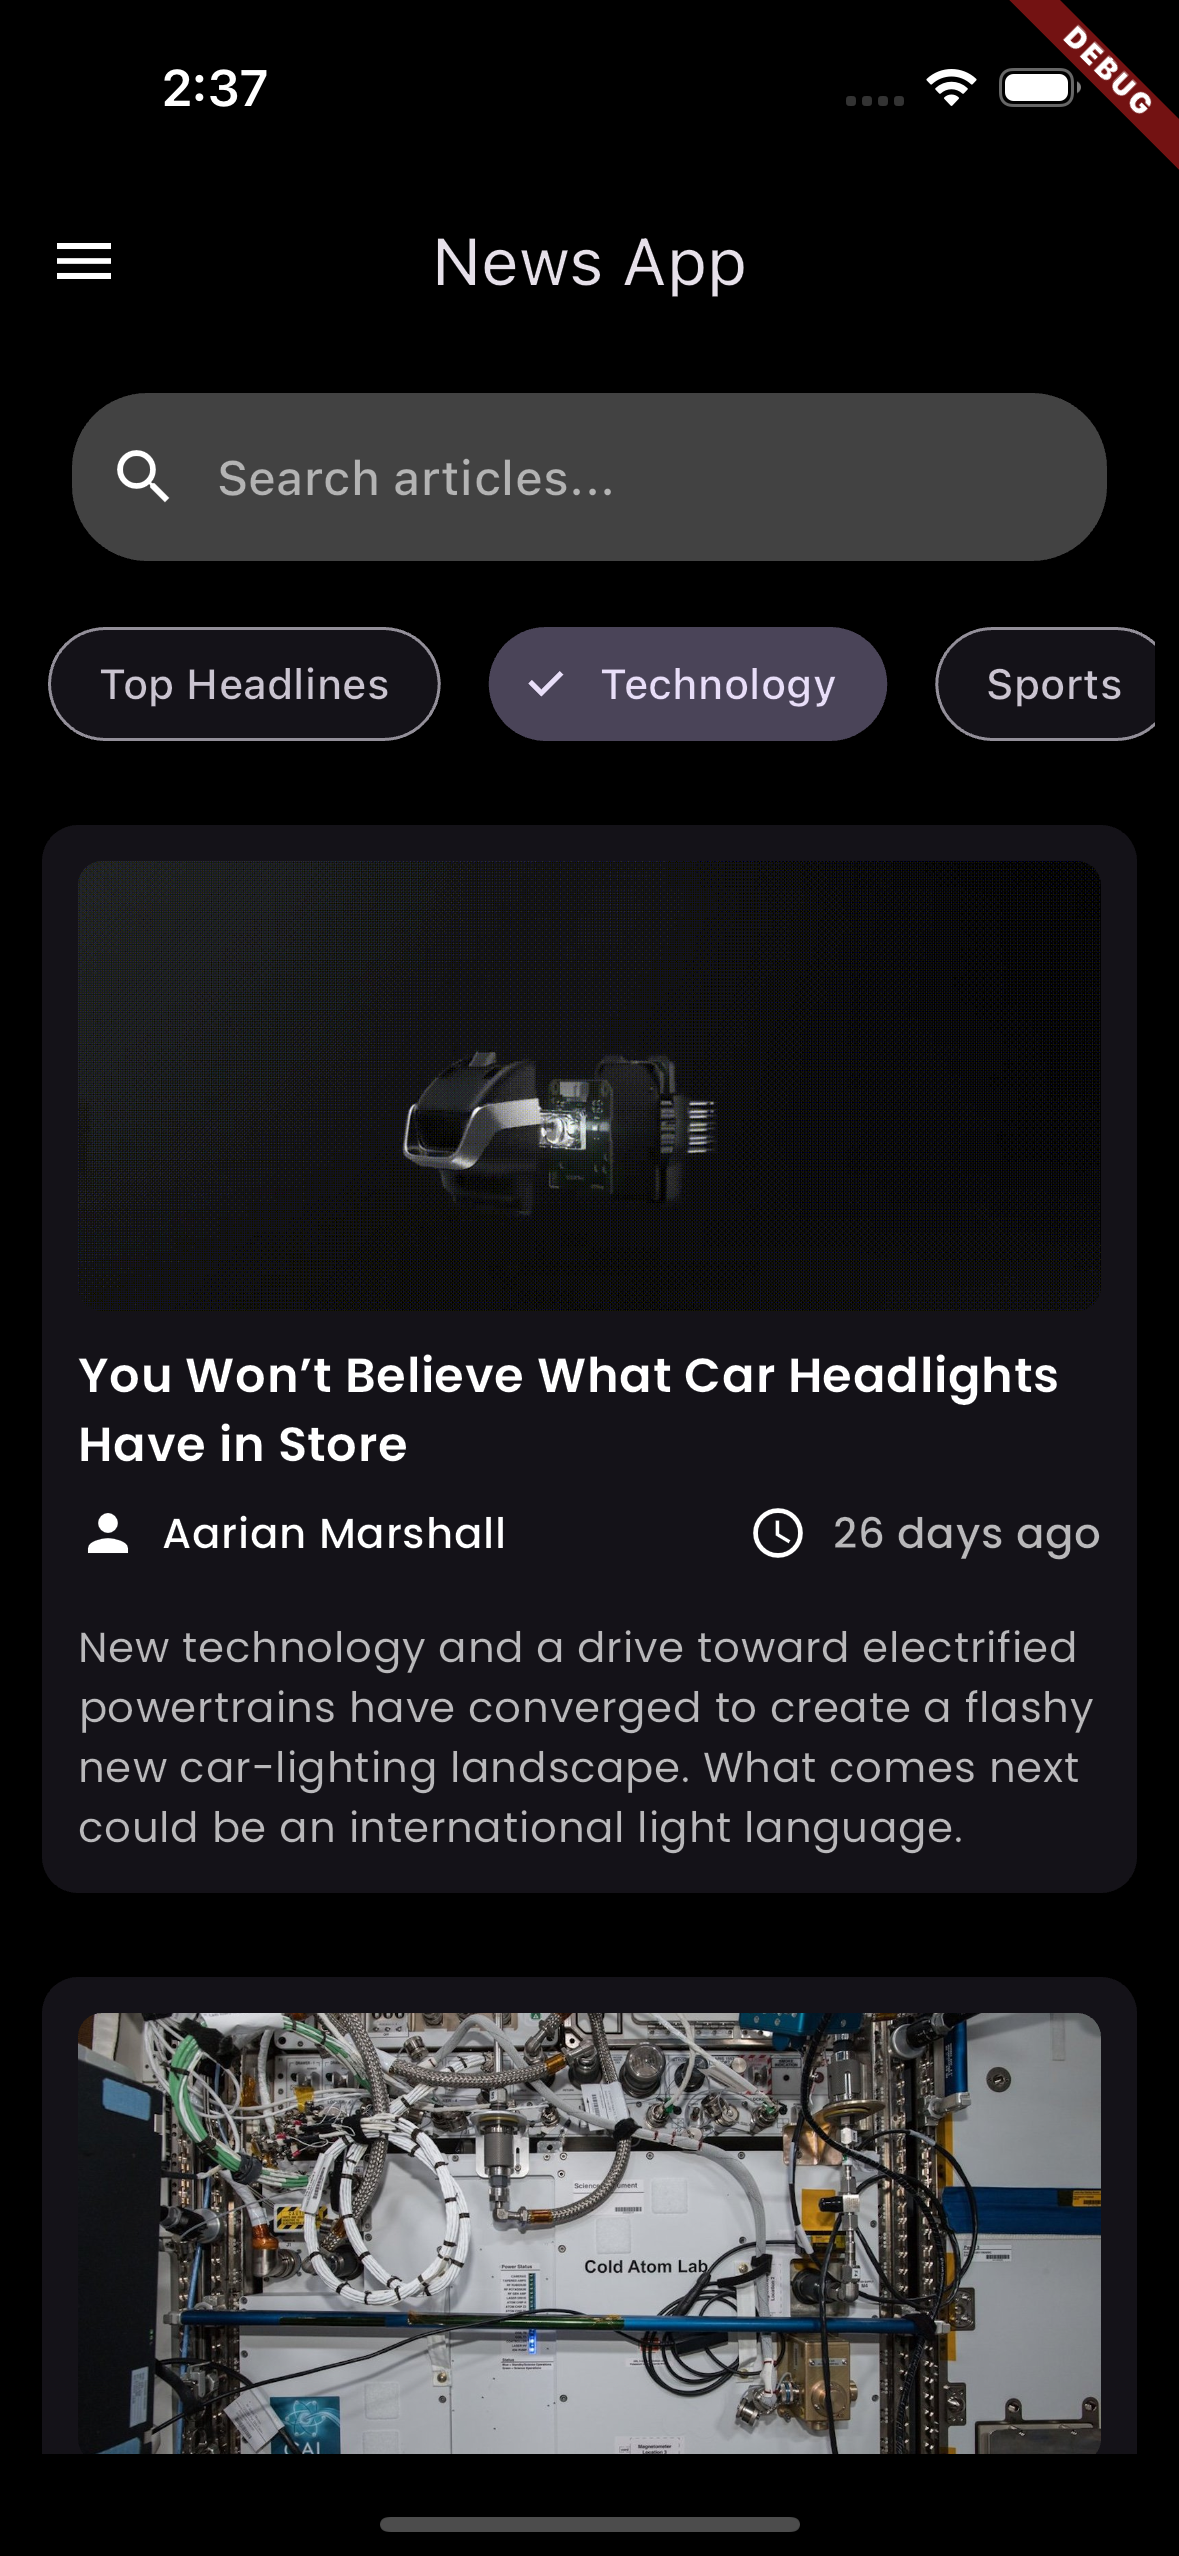 2:37
DEBUG
News App
Search articles...
Top Headlines
Technology
Sports
You Won’t Believe What Car Headlights
Have in Store
Aarian Marshall
26 days ago
New technology and a drive toward electrified
powertrains have converged to create a flashy
new car-lighting landscape. What comes next
could be an international light language.
Power Status
Cold Atom Lab